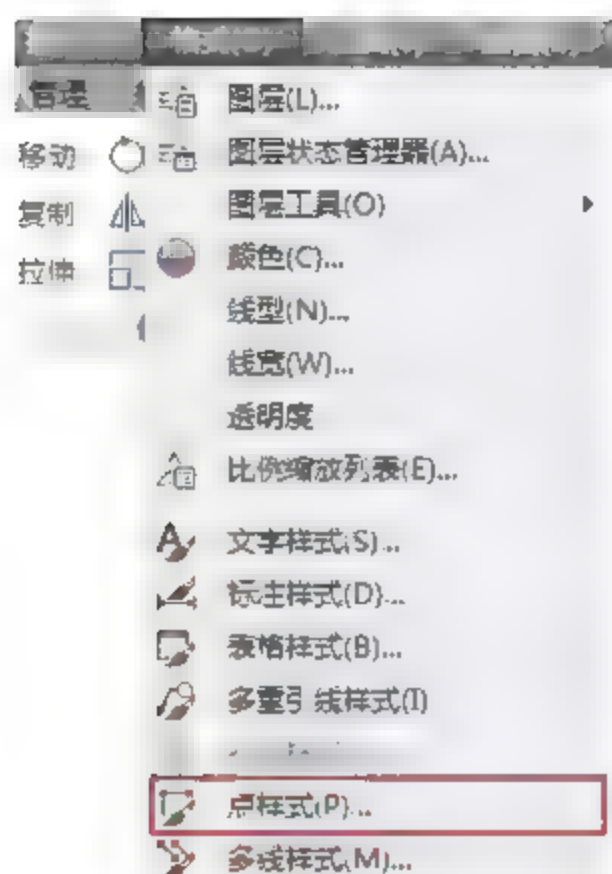 管理
移动
复制
拉伸
图层(L)...
图层状态管理器(A)...
图层工具(O)
颜色(C)...
线型(N)...
线宽(W)...
透明度
比例缩放列表(E)...
文字样式(S)...
标注样式(D)...
表格样式(B)...
多重引线样式(I)
点样式(P)...
多线样式(M)...